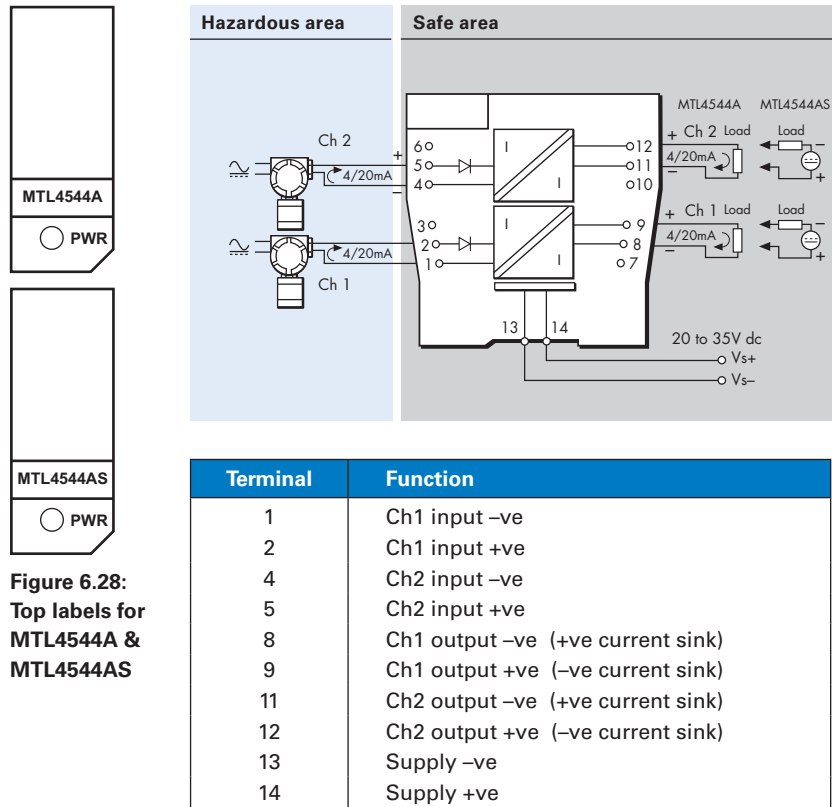 MTL4544A
PWR
MTL4544AS
PWR
Figure 6.28:
Top labels for
MTL4544A &
MTL4544AS
Hazardous area
Safe area
MTL4544A
MTL4544AS
Ch 2
+
–
4/20mA
6
5
4
I
I
12
11
10
+ Ch 2 Load
4/20mA
–
Load
–
+
4/20mA
Ch 1
3
2
1
I
I
9
8
7
+ Ch 1 Load
4/20mA
–
Load
–
+
13 14
20 to 35V dc
Vs+
Vs–
Terminal Function
1 Ch1 input –ve
2 Ch1 input +ve
4 Ch2 input –ve
5 Ch2 input +ve
8 Ch1 output –ve (+ve current sink)
9 Ch1 output +ve (–ve current sink)
11 Ch2 output –ve (+ve current sink)
12 Ch2 output +ve (–ve current sink)
13 Supply –ve
14 Supply +ve